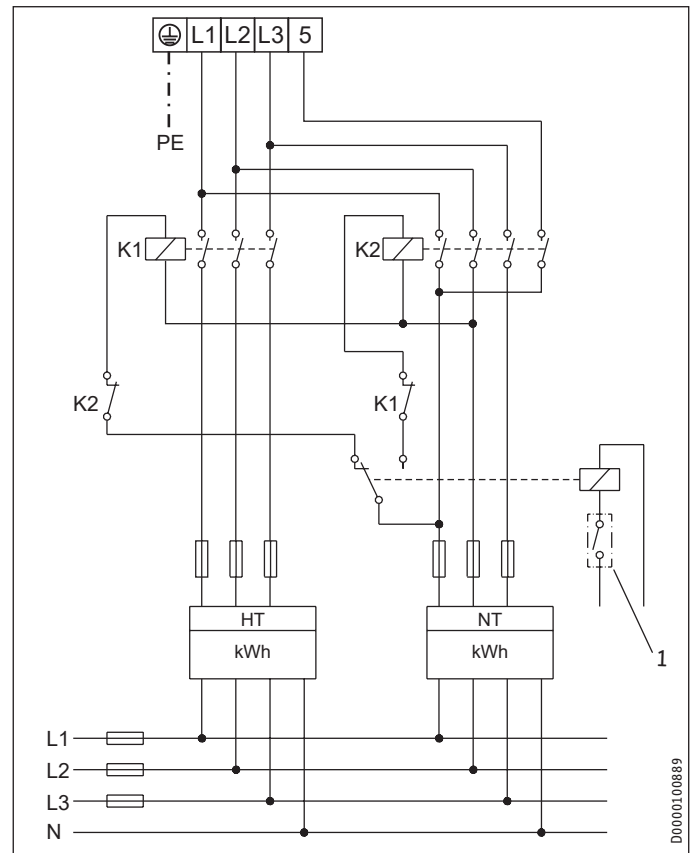 L1 L2 L3 5
PE
K1 K2
K2 K1
HT NT
kWh kWh
1
L1
L2
L3
N
D0000100889